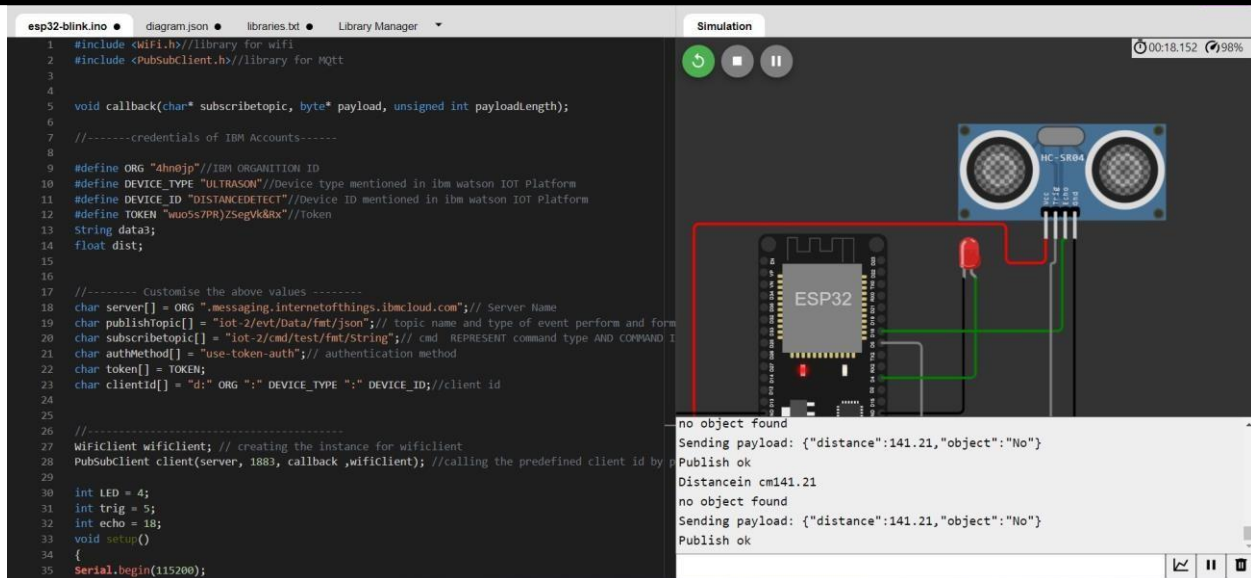 esp32-blink.ino ● diagram.json ● libraries.txt ● Library Manager ▼
1 #include <WiFi.h>//library for wifi
2 #include <PubSubClient.h>//library for MQtt
3
4
5 void callback(char* subscribetopic, byte* payload, unsigned int payloadLength);
6
7 //-------credentials of IBM Accounts------
8
9 #define ORG "4hn0jp"//IBM ORGANITION ID
10 #define DEVICE_TYPE "ULTRASON"//Device type mentioned in ibm watson IOT Platform
11 #define DEVICE_ID "DISTANCEDETECT"//Device ID mentioned in ibm watson IOT Platform
12 #define TOKEN "wuo5s7PR)ZSegVk&Rx"//Token
13 String data3;
14 float dist;
15
16
17 //-------- Customise the above values --------
18 char server[] = ORG ".messaging.internetofthings.ibmcloud.com";// Server Name
19 char publishTopic[] = "iot-2/evt/Data/fmt/json";// topic name and type of event perform and form
20 char subscribetopic[] = "iot-2/cmd/test/fmt/String";// cmd REPRESENT command type AND COMMAND I
21 char authMethod[] = "use-token-auth";// authentication method
22 char token[] = TOKEN;
23 char clientId[] = "d:" ORG ":" DEVICE_TYPE ":" DEVICE_ID;//client id
24
25
26 //-----------------------------------------
27 WiFiClient wifiClient; // creating the instance for wificlient
28 PubSubClient client(server, 1883, callback ,wifiClient); //calling the predefined client id by p
29
30 int LED = 4;
31 int trig = 5;
32 int echo = 18;
33 void setup()
34 {
35 Serial.begin(115200);
Simulation
00:18.152 98%
HC-SR04
Vcc Trig Echo Gnd
ESP32
no object found
Sending payload: {"distance":141.21,"object":"No"}
Publish ok
Distancein cm141.21
no object found
Sending payload: {"distance":141.21,"object":"No"}
Publish ok